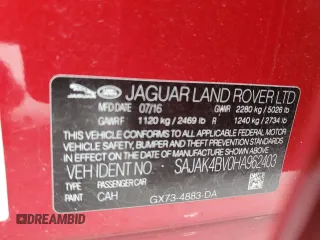 JAGUAR LAND ROVER LTD
MFD DATE 07/16 GVWR 2280 kg / 5026 lb
GAWR F 1120 kg / 2469 lb R 1240 kg / 2734 lb
THIS VEHICLE CONFORMS TO ALL APPLICABLE
FEDERAL MOTOR VEHICLE SAFETY, BUMPER
AND THEFT PREVENTION STANDARDS IN EFFECT
ON THE DATE OF MANUFACTURE SHOWN ABOVE.
VEH IDENT NO SAJAK4BV0HA962403
TYPE PASSENGER CAR
PAINT CAH GX73-4883-DA
DREAMBID